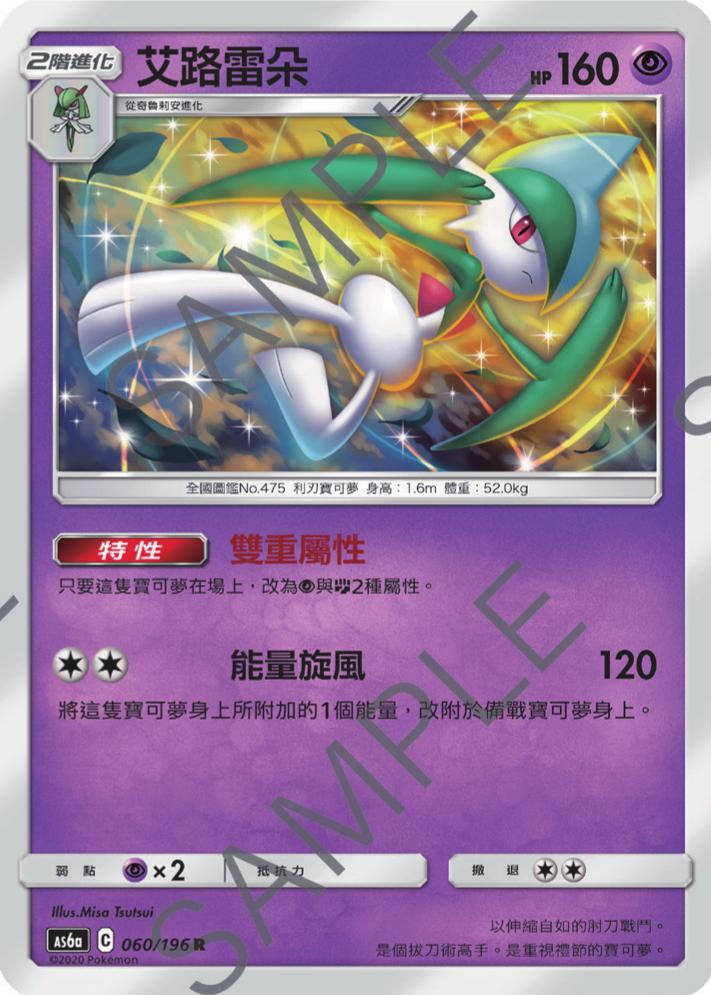 2階進化
艾路雷朵
HP 160
從奇魯莉安進化
全國圖鑑No.475 利刃寶可夢 身高：1.6m 體重：52.0kg
特性 雙重屬性
只要這隻寶可夢在場上，改為與2種屬性。
能量旋風 120
將這隻寶可夢身上所附加的1個能量，改附於備戰寶可夢身上。
弱點 ×2 抵抗力 撤退
Illus.Misa Tsutsui
AS6a C 060/196 R
©2020 Pokémon
以伸縮自如的肘刀戰鬥。
是個拔刀術高手。是重視禮節的寶可夢。
SAMPLE
SAMPLE